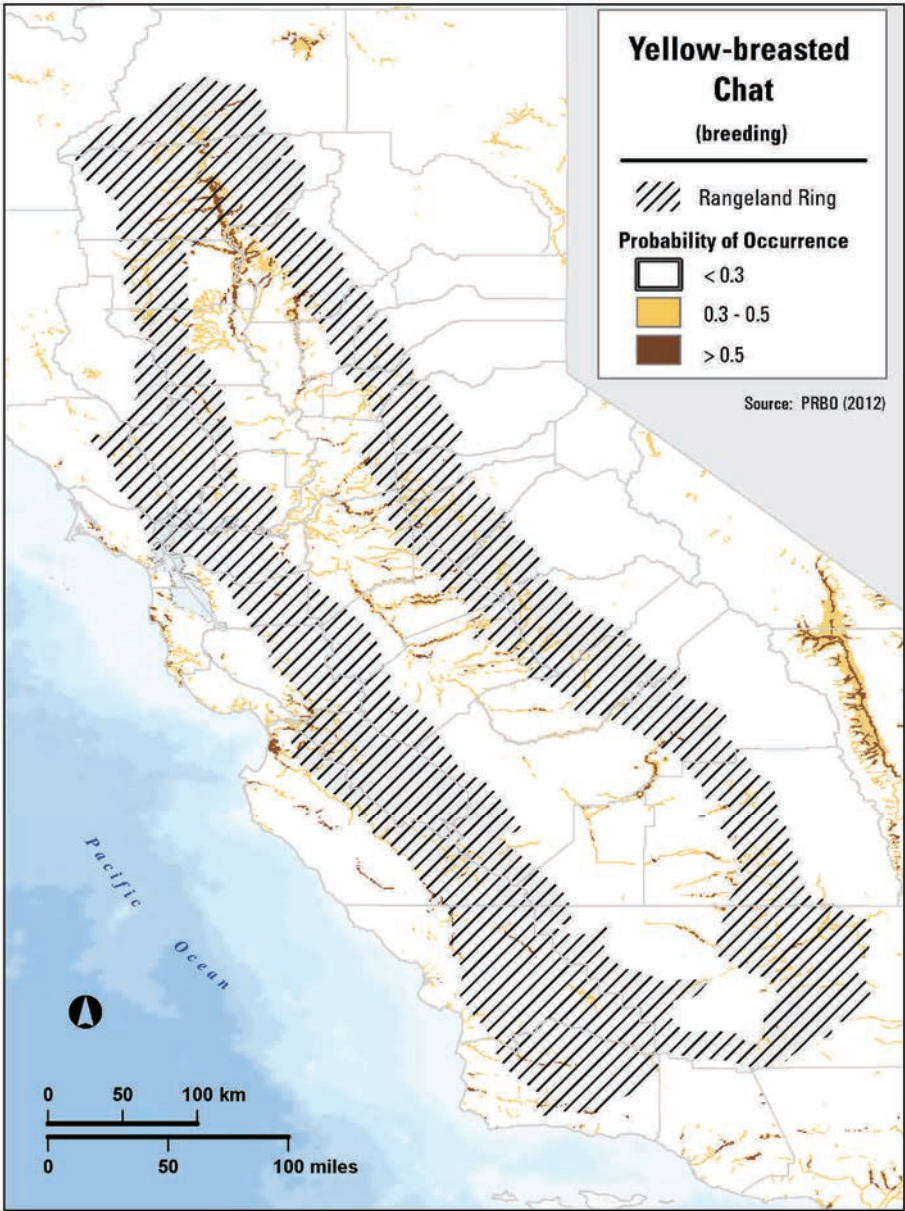 Yellow-breasted
Chat
(breeding)
Rangeland Ring
Probability of Occurrence
< 0.3
0.3 - 0.5
> 0.5
Source: PRBO (2012)
Pacific
Ocean
0 50 100 km
0 50 100 miles